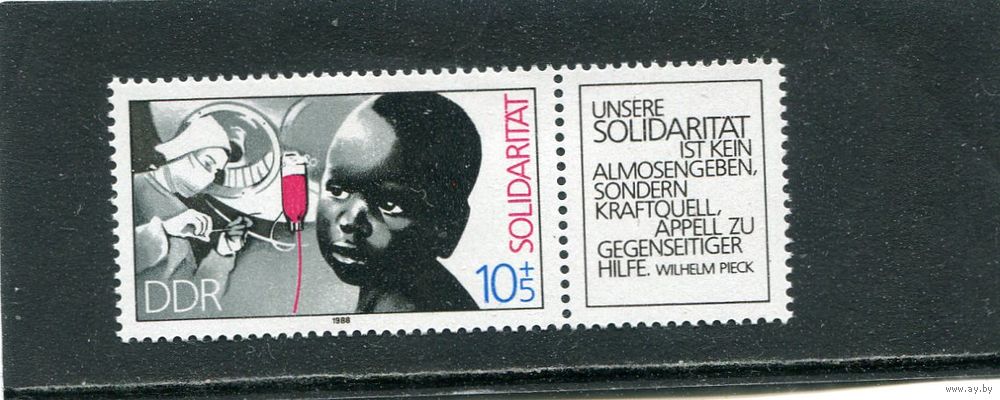 DDR
1988
SOLIDARITÄT
10+5
UNSERE
SOLIDARITÄT
IST KEIN
ALMOSENGEBEN,
SONDERN
KRAFTQUELL,
APPELL ZU
GEGENSEITIGER
HILFE. WILHELM PIECK
www.ay.by